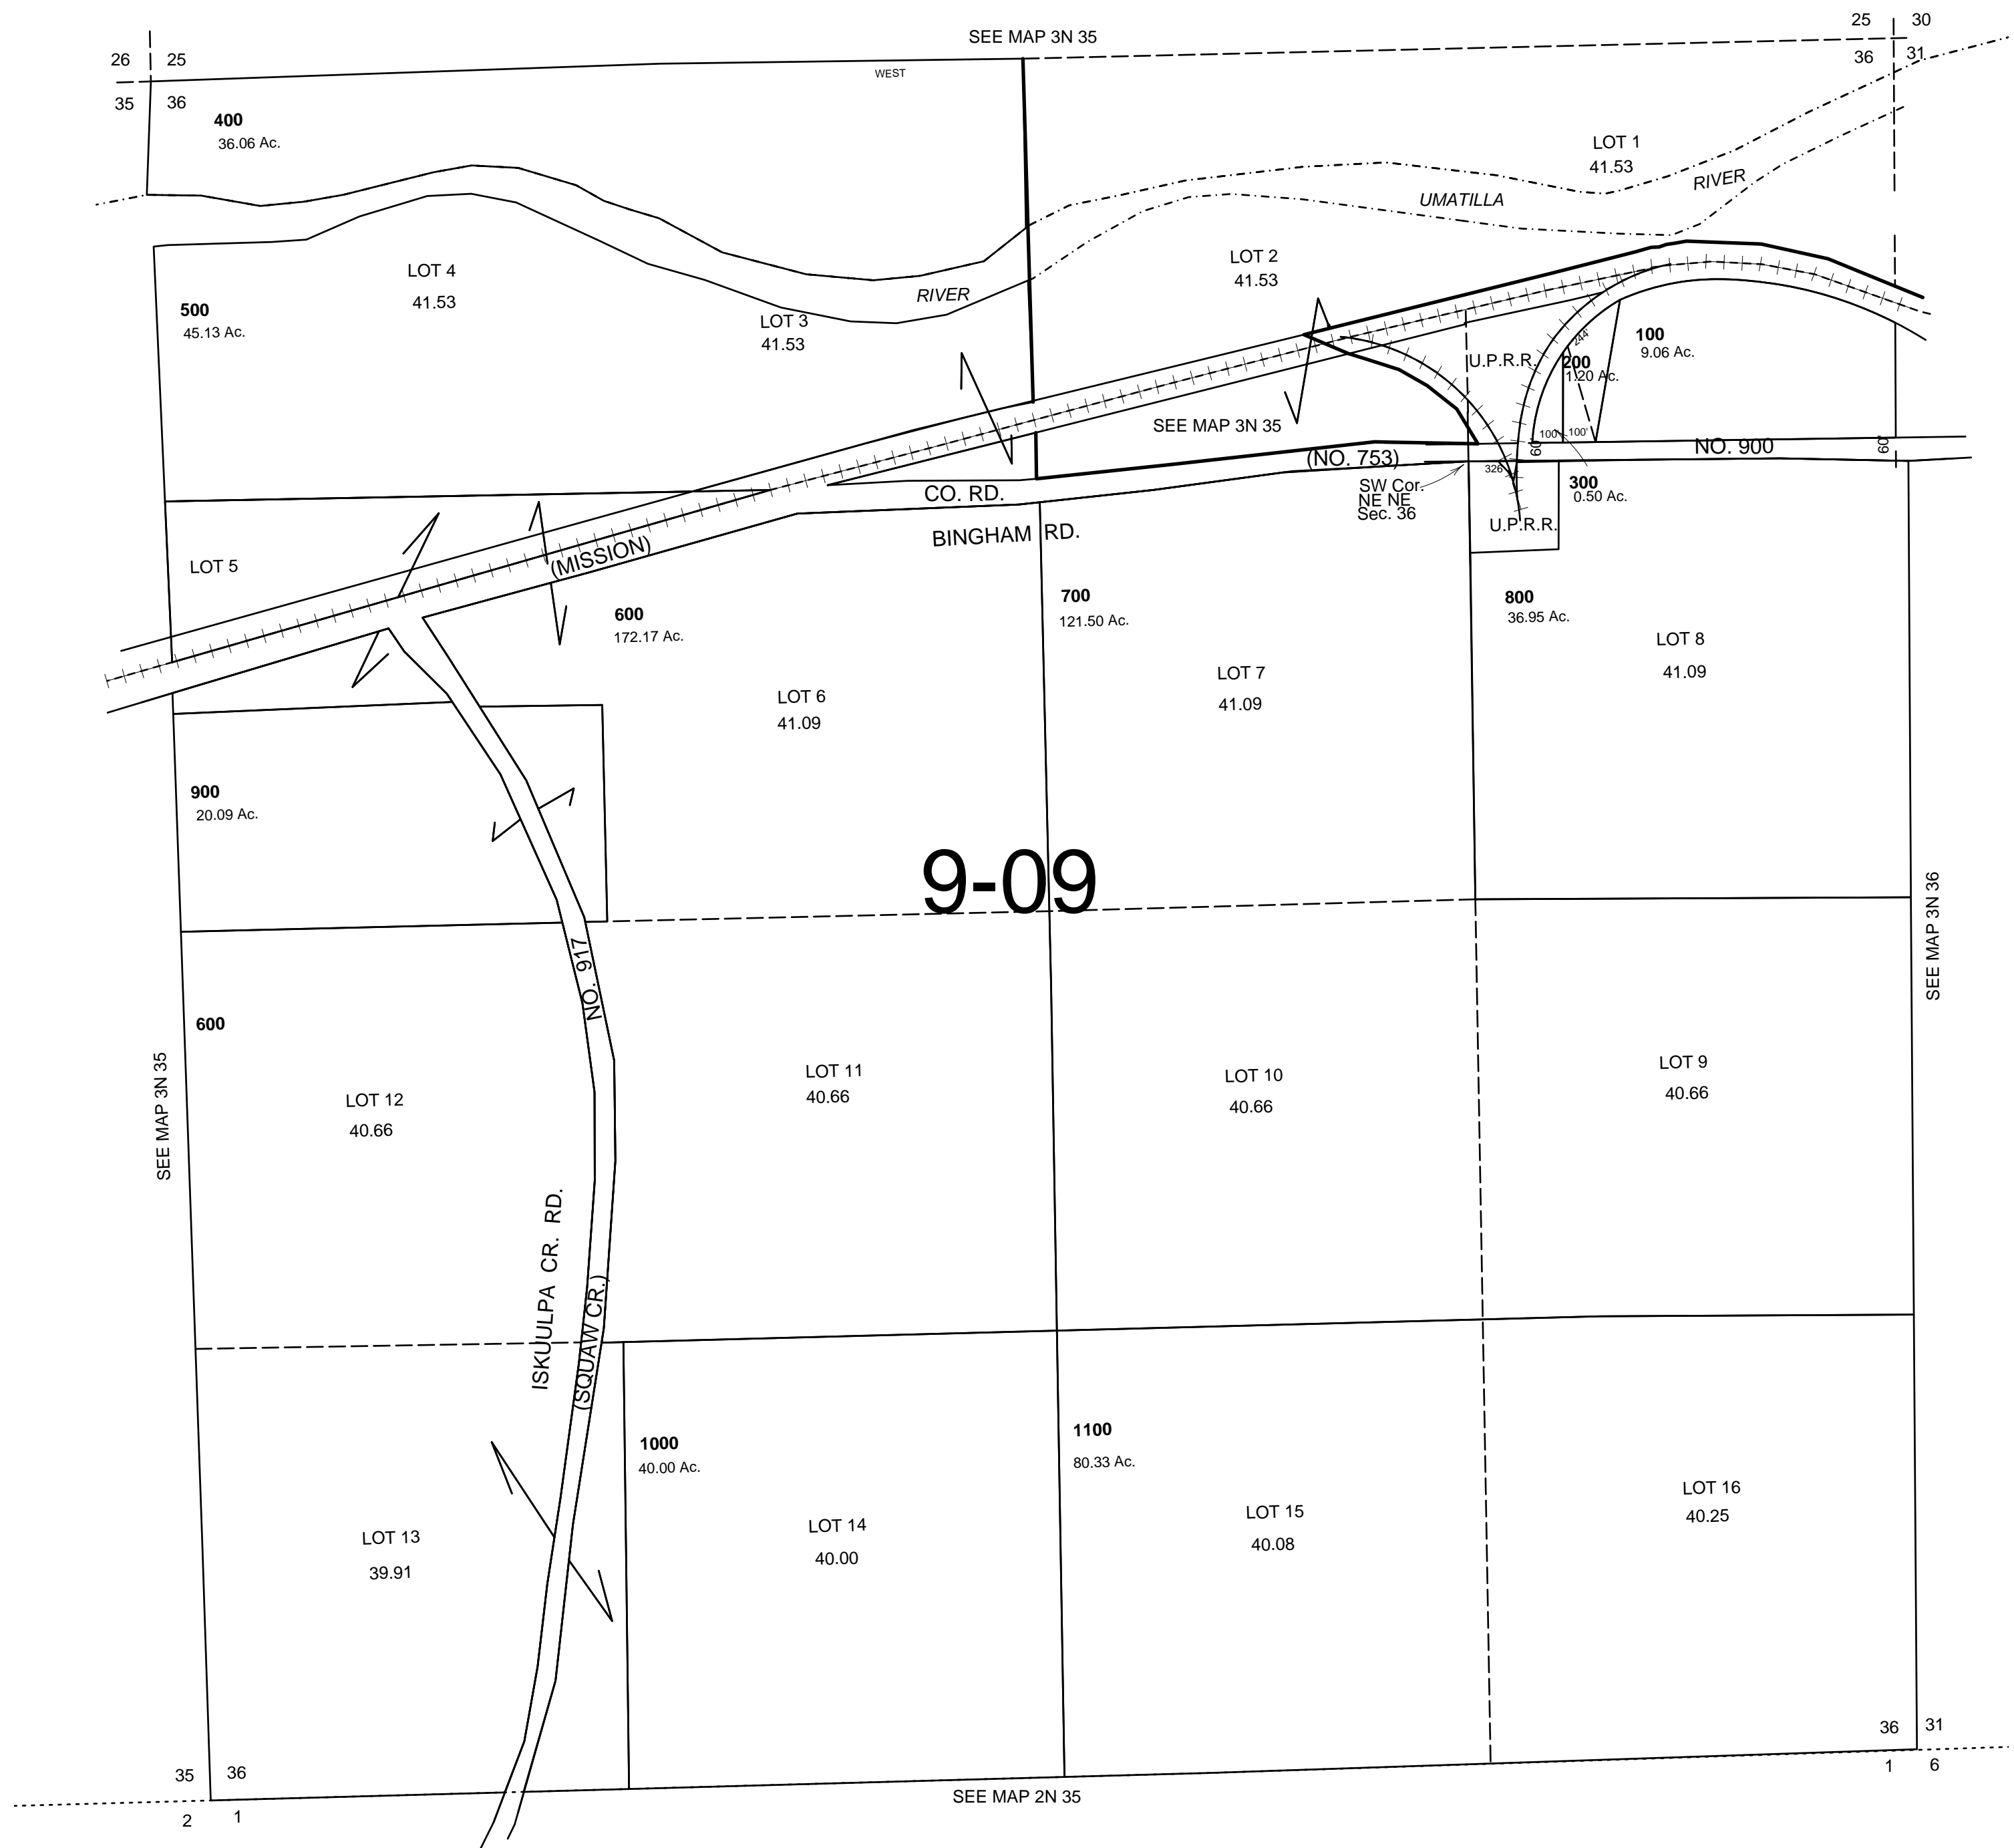 SEE MAP 3N 35
25 30
26 25
36 31
WEST
35 36
400
36.06 Ac.
LOT 1
41.53
RIVER
UMATILLA
LOT 2
41.53
LOT 4
41.53
RIVER
500
45.13 Ac.
LOT 3
41.53
100
9.06 Ac.
244'
U.P.R.R.
200
1.20 Ac.
SEE MAP 3N 35
100' 100'
60'
NO. 900
60'
(NO. 753)
326'
SW Cor.
NE NE
Sec. 36
300
0.50 Ac.
CO. RD.
U.P.R.R.
BINGHAM RD.
(MISSION)
LOT 5
600
172.17 Ac.
700
121.50 Ac.
800
36.95 Ac.
LOT 8
41.09
LOT 7
41.09
LOT 6
41.09
900
20.09 Ac.
9-09
SEE MAP 3N 36
NO. 917
600
SEE MAP 3N 35
LOT 12
40.66
LOT 11
40.66
LOT 10
40.66
LOT 9
40.66
ISKUULPA CR. RD.
(SQUAW CR.)
1000
40.00 Ac.
1100
80.33 Ac.
LOT 13
39.91
LOT 14
40.00
LOT 15
40.08
LOT 16
40.25
36 31
1 6
35 36
2 1
SEE MAP 2N 35